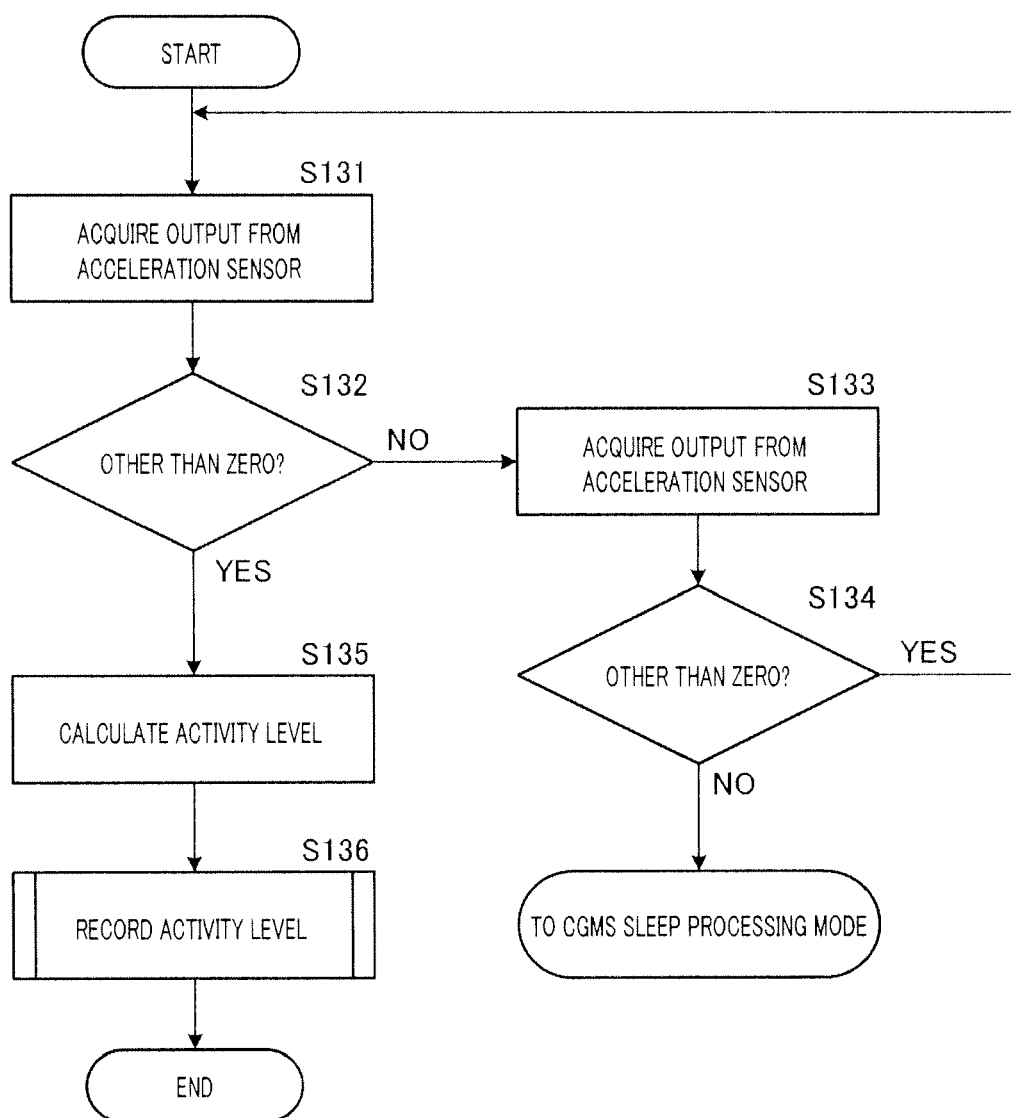 START
S131
ACQUIRE OUTPUT FROM
ACCELERATION SENSOR
S132
OTHER THAN ZERO?
NO
YES
S133
ACQUIRE OUTPUT FROM
ACCELERATION SENSOR
S134
OTHER THAN ZERO?
YES
NO
TO CGMS SLEEP PROCESSING MODE
S135
CALCULATE ACTIVITY LEVEL
S136
RECORD ACTIVITY LEVEL
END